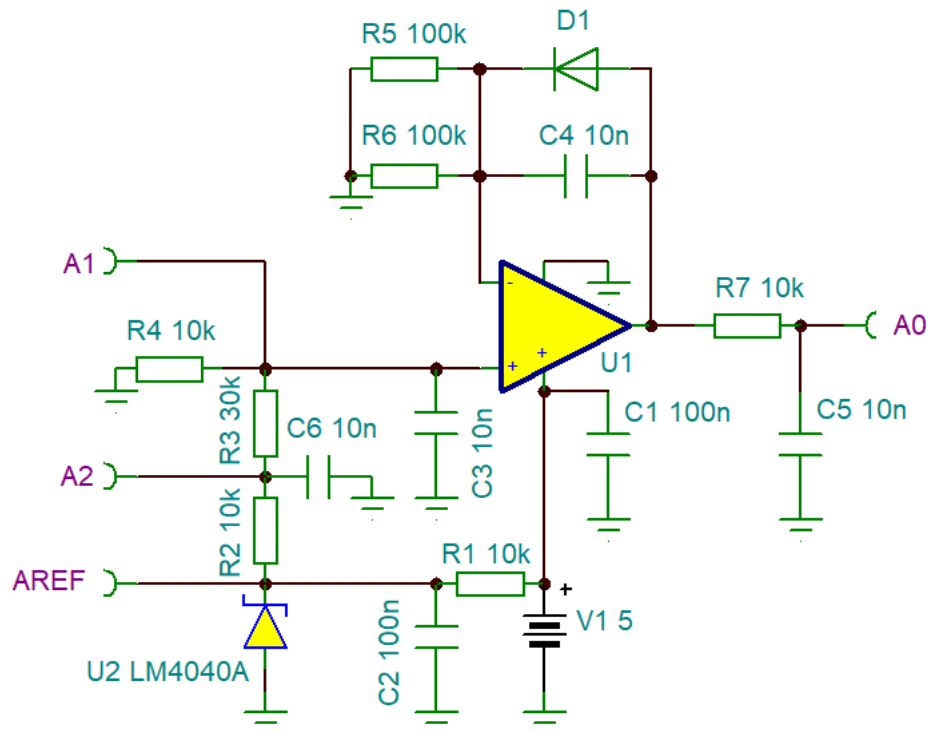 D1
R5 100k
R6 100k
C4 10n
A1
-
R7 10k
A0
R4 10k
+
+
U1
R3 30k
C6 10n
C3 10n
C1 100n
C5 10n
A2
R2 10k
R1 10k
AREF
+
C2 100n
V1 5
U2 LM4040A